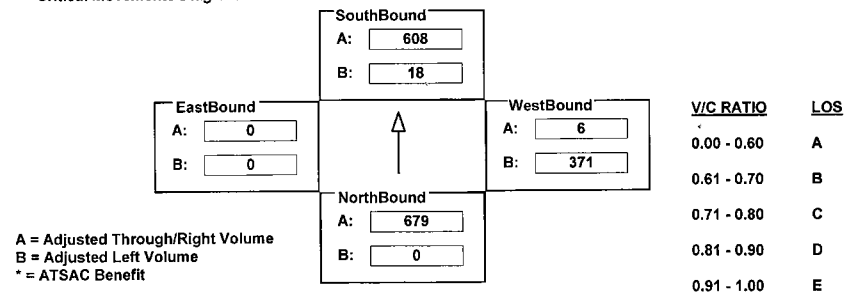 SouthBound
A: 608
B: 18
EastBound
A: 0
B: 0
WestBound
A: 6
B: 371
NorthBound
A: 679
B: 0
A = Adjusted Through/Right Volume
B = Adjusted Left Volume
* = ATSAC Benefit
V/C RATIO LOS
0.00 - 0.60 A
0.61 - 0.70 B
0.71 - 0.80 C
0.81 - 0.90 D
0.91 - 1.00 E